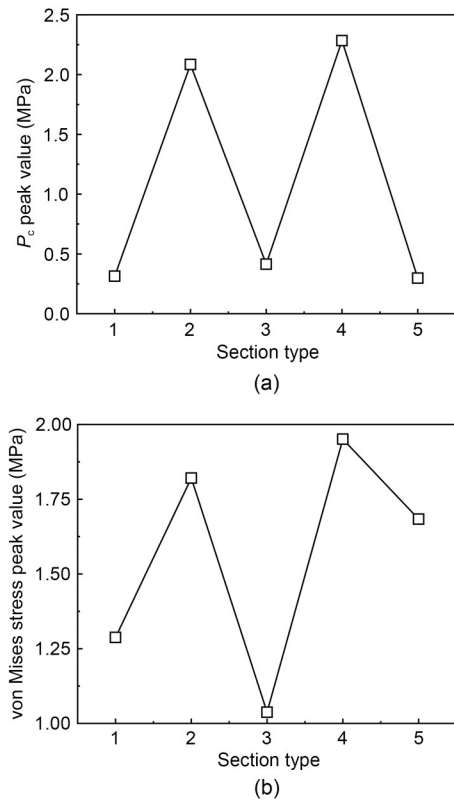 2.5
2.0
1.5
1.0
0.5
0.0
P_c peak value (MPa)
1 2 3 4 5
Section type
(a)
2.00
1.75
1.50
1.25
1.00
von Mises stress peak value (MPa)
1 2 3 4 5
Section type
(b)